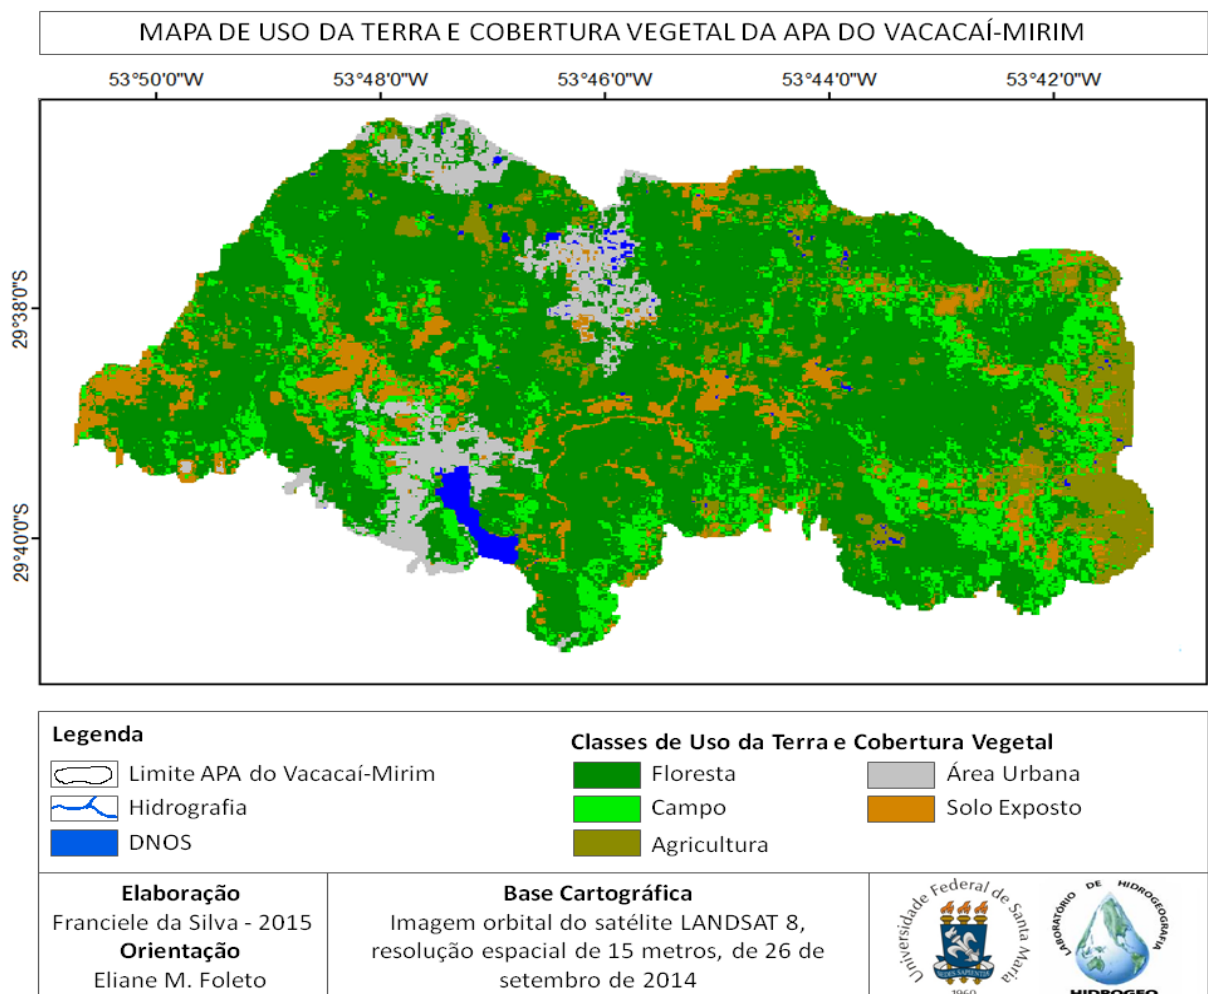 MAPA DE USO DA TERRA E COBERTURA VEGETAL DA APA DO VACACAÍ-MIRIM
53°50'0"W 53°48'0"W 53°46'0"W 53°44'0"W 53°42'0"W
29°38'0"S
29°40'0"S
Legenda
Limite APA do Vacacaí-Mirim
Hidrografia
DNOS
Classes de Uso da Terra e Cobertura Vegetal
Floresta
Campo
Agricultura
Área Urbana
Solo Exposto
Elaboração
Franciele da Silva - 2015
Orientação
Eliane M. Foleto
Base Cartográfica
Imagem orbital do satélite LANDSAT 8,
resolução espacial de 15 metros, de 26 de
setembro de 2014
Universidade Federal de Santa Maria
SEDES SAPIENTIAE
1960
LABORATÓRIO DE HIDROGEOGRAFIA
HIDROGEO